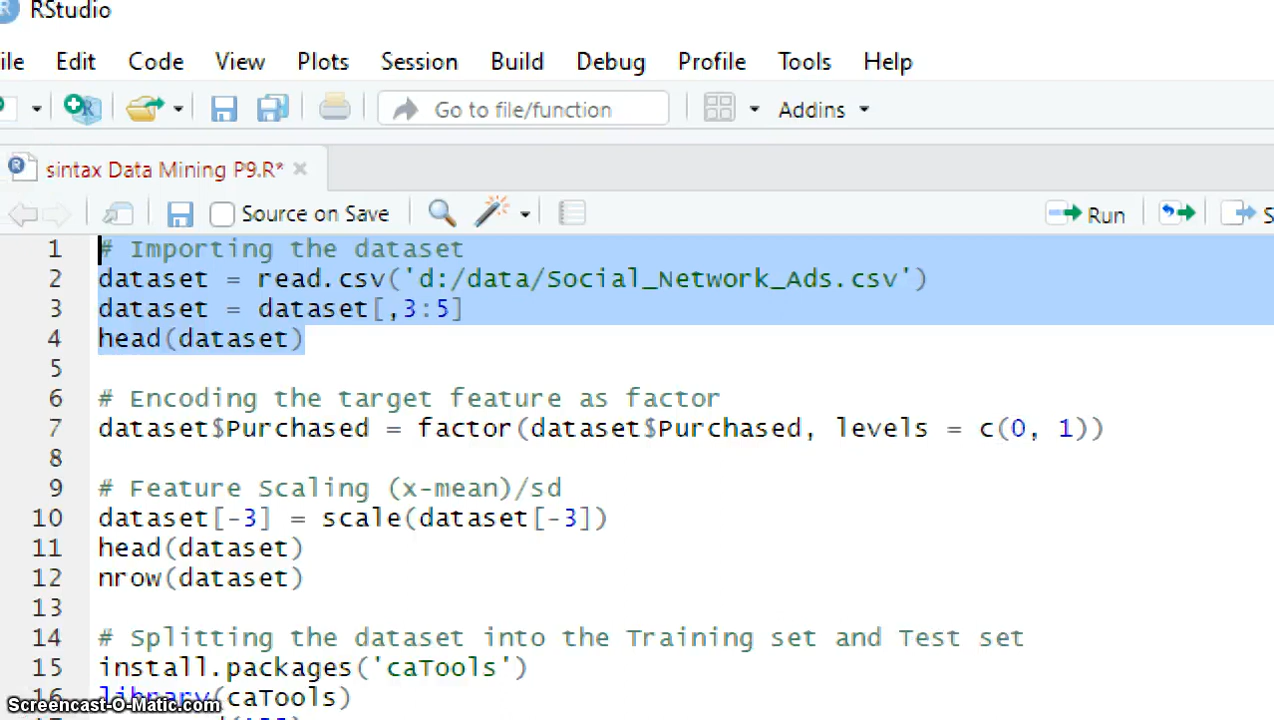 RStudio
ile Edit Code View Plots Session Build Debug Profile Tools Help
Go to file/function Addins
sintax Data Mining P9.R*
Source on Save Run
1 # Importing the dataset
2 dataset = read.csv('d:/data/Social_Network_Ads.csv')
3 dataset = dataset[,3:5]
4 head(dataset)
5
6 # Encoding the target feature as factor
7 dataset$Purchased = factor(dataset$Purchased, levels = c(0, 1))
8
9 # Feature Scaling (x-mean)/sd
10 dataset[-3] = scale(dataset[-3])
11 head(dataset)
12 nrow(dataset)
13
14 # Splitting the dataset into the Training set and Test set
15 install.packages('caTools')
16 library(caTools)
Screencast-O-Matic.com